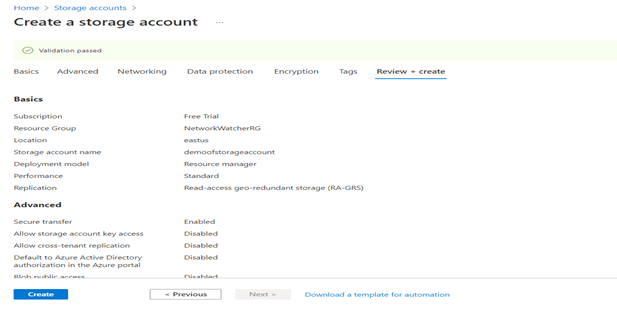 Home > Storage accounts >
Create a storage account ...
Validation passed
Basics Advanced Networking Data protection Encryption Tags Review + create
Basics
Subscription Free Trial
Resource Group NetworkWatcherRG
Location eastus
Storage account name demoofstorageaccount
Deployment model Resource manager
Performance Standard
Replication Read-access geo-redundant storage (RA-GRS)
Advanced
Secure transfer Enabled
Allow storage account key access Disabled
Allow cross-tenant replication Disabled
Default to Azure Active Directory Disabled
authorization in the Azure portal
Blob public access Disabled
Create < Previous Next > Download a template for automation